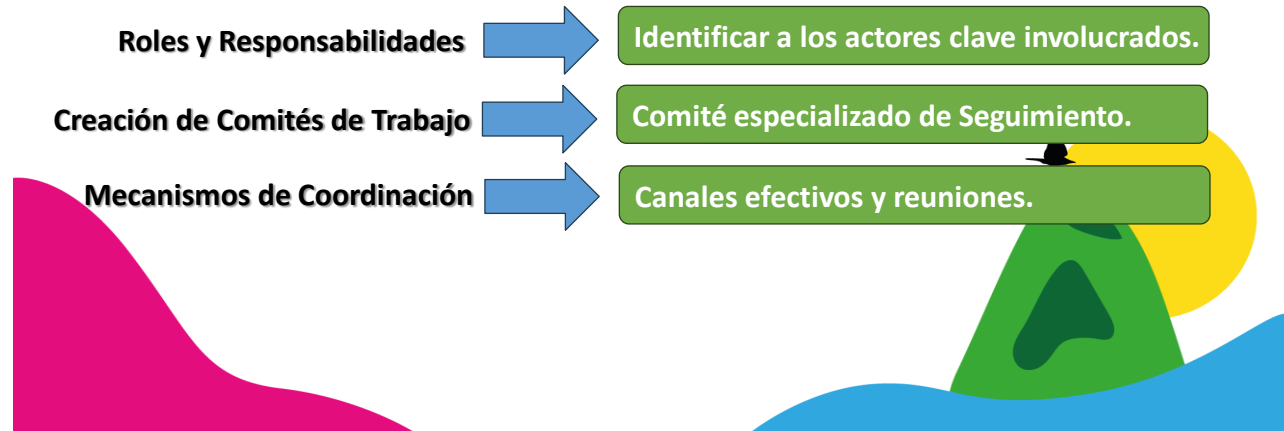 Roles y Responsabilidades
Identificar a los actores clave involucrados.
Creación de Comités de Trabajo
Comité especializado de Seguimiento.
Mecanismos de Coordinación
Canales efectivos y reuniones.